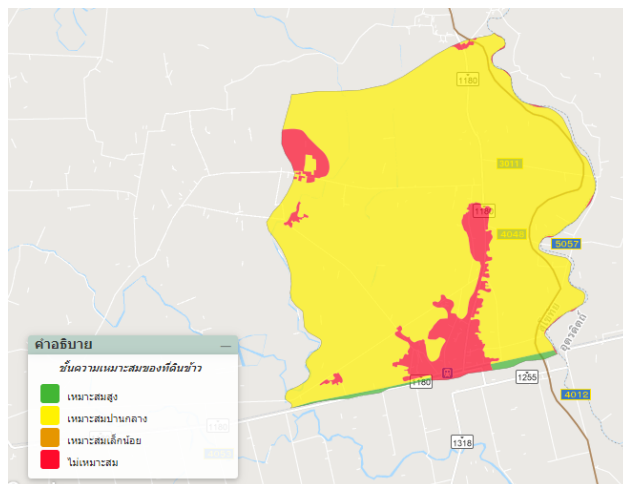 1180
3011
4048
5057
อุตรดิตถ์
คำอธิบาย
ชั้นความเหมาะสมของที่ดินข้าว
เหมาะสมสูง
เหมาะสมปานกลาง
เหมาะสมเล็กน้อย
ไม่เหมาะสม
1180
1255
4012
1180
1318